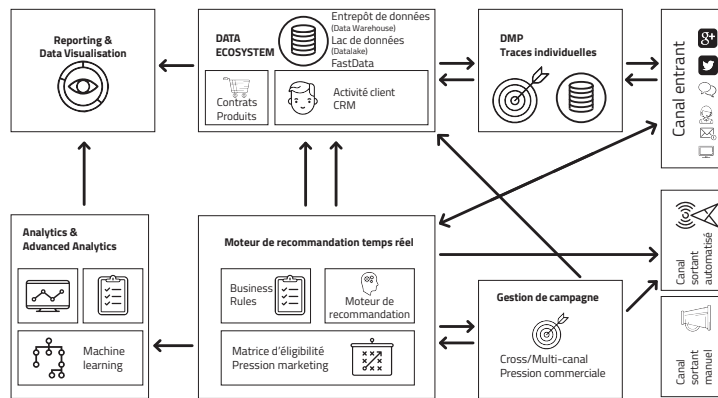 Reporting &
Data Visualisation
DATA
ECOSYSTEM
Entrepôt de données
(Data Warehouse)
Lac de données
(Datalake)
FastData
Contrats
Produits
Activité client
CRM
DMP
Traces individuelles
Canal entrant
g+
Analytics &
Advanced Analytics
Machine
learning
Moteur de recommandation temps réel
Business
Rules
Moteur de
recommandation
Matrice d’éligibilité
Pression marketing
Gestion de campagne
Cross/Multi-canal
Pression commerciale
Canal
sortant
automatisé
Canal
sortant
manuel